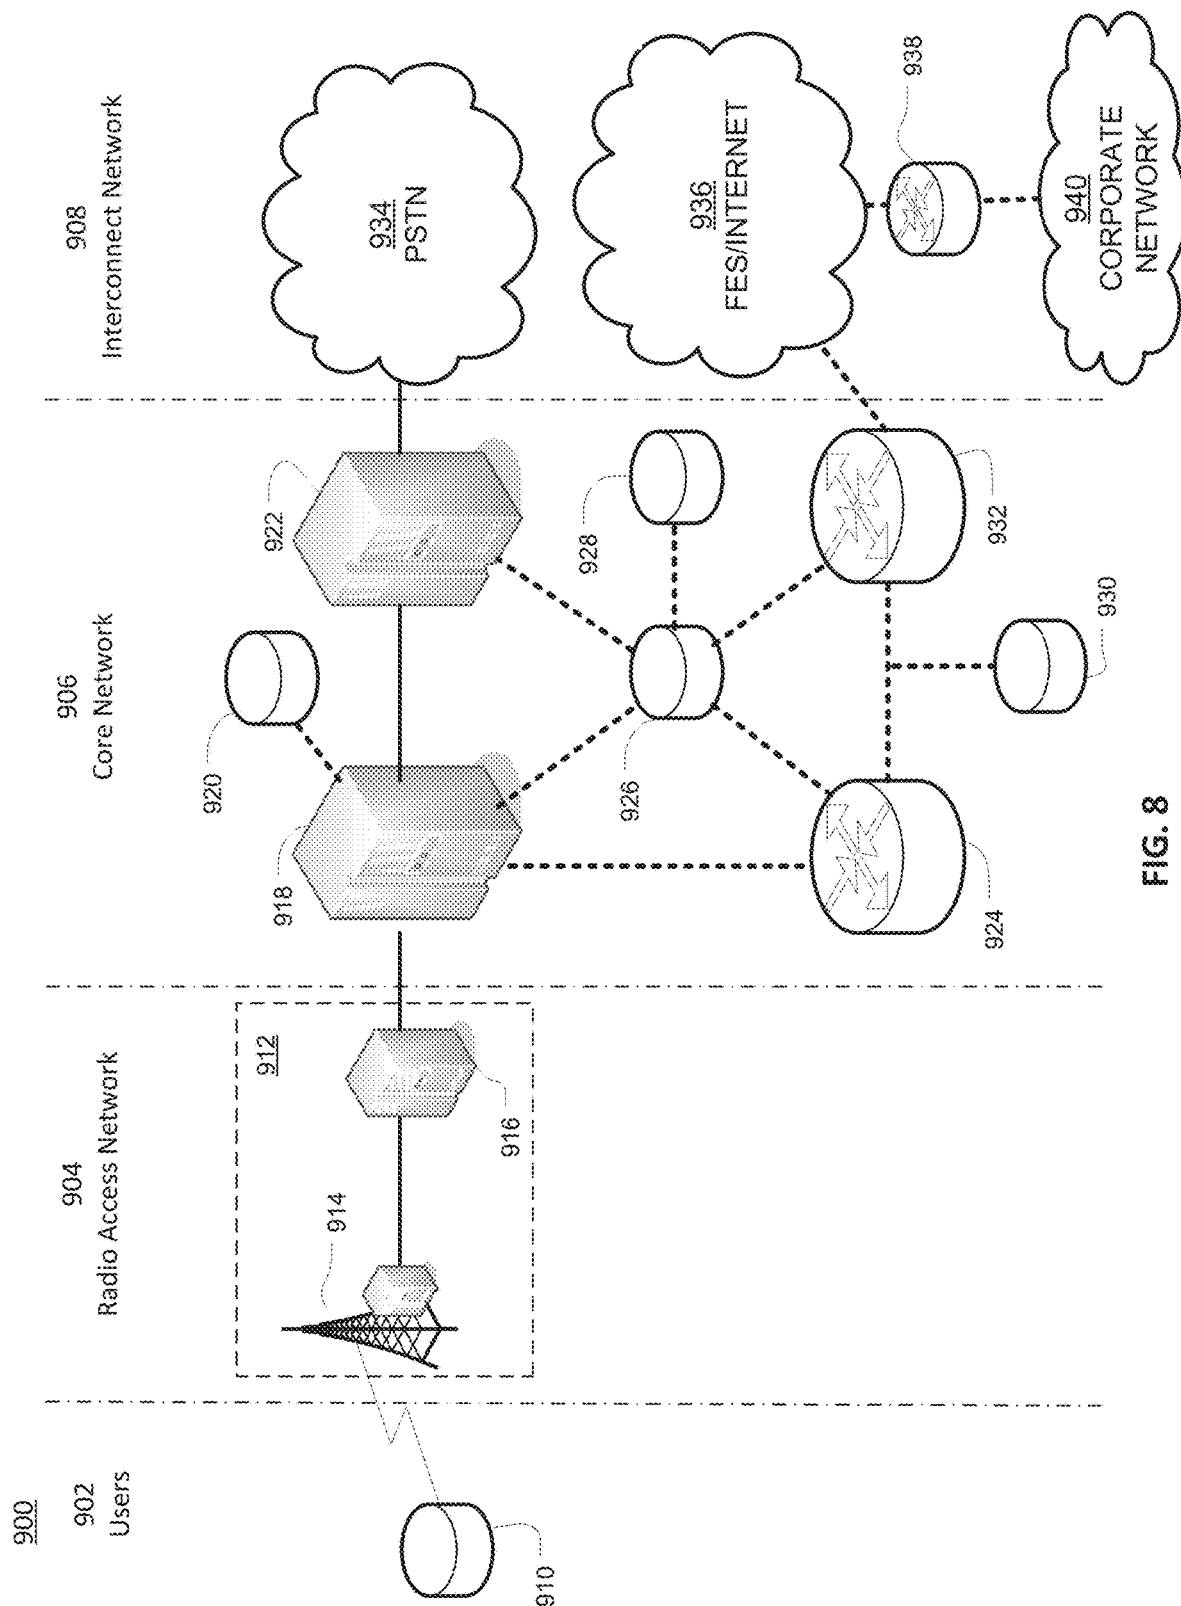 900
902
Users
904
Radio Access Network
906
Core Network
908
Interconnect Network
910
912
914
916
918
920
922
924
926
928
930
932
934
PSTN
936
FES/INTERNET
938
940
CORPORATE
NETWORK
FIG. 8